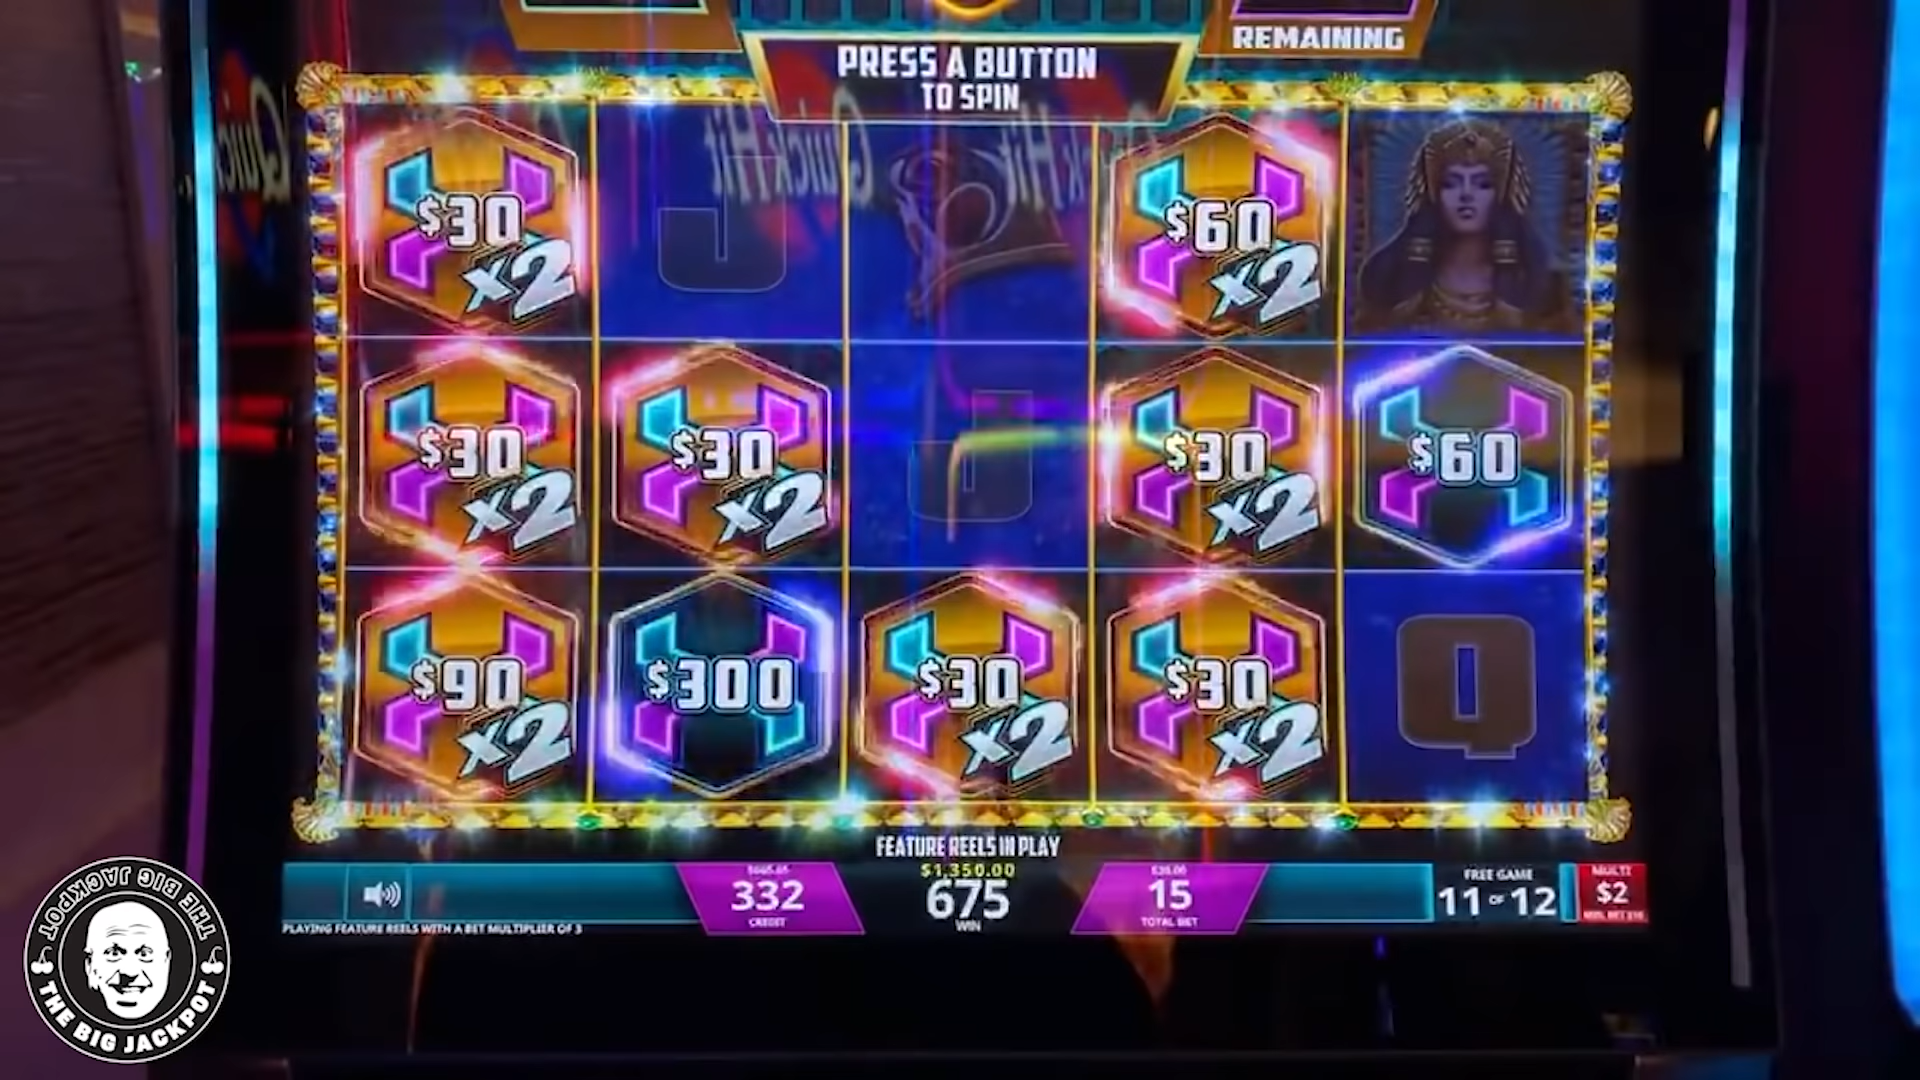 REMAINING
PRESS A BUTTON
TO SPIN
Quick Hit
$30
x2
J
$60
x2
$30
x2
$30
x2
J
$30
x2
$60
$90
x2
$300
$30
x2
$30
x2
Q
FEATURE REELS IN PLAY
$1,350.00
332
CREDIT
675
WIN
15
TOTAL BET
FREE GAME
11 OF 12
MULTI
$2
PLAYING FEATURE REELS WITH A BET MULTIPLIER OF 3
THE BIG JACKPOT
THE BIG JACKPOT